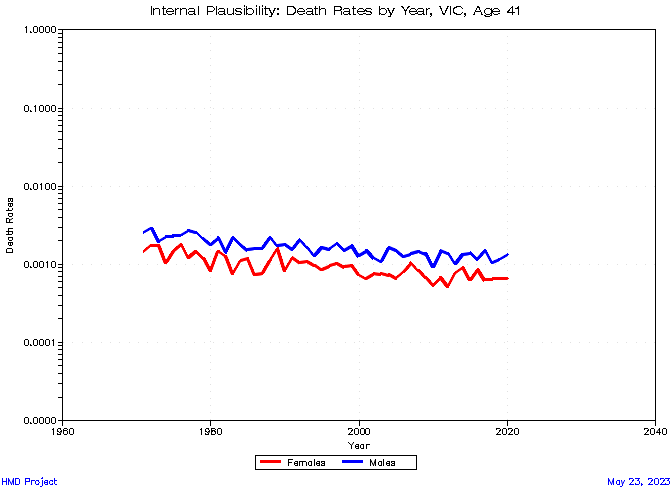 Internal Plausibility: Death Rates by Year, VIC, Age 41
1.0000
0.1000
0.0100
0.0010
0.0001
0.0000
Death Rates
1960
1980
2000
2020
2040
Year
Females
Males
HMD Project
May 23, 2023